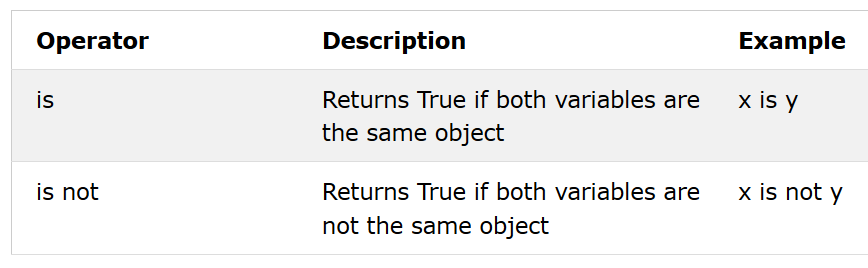 Operator Description Example
is Returns True if both variables are x is y
the same object
is not Returns True if both variables are x is not y
not the same object